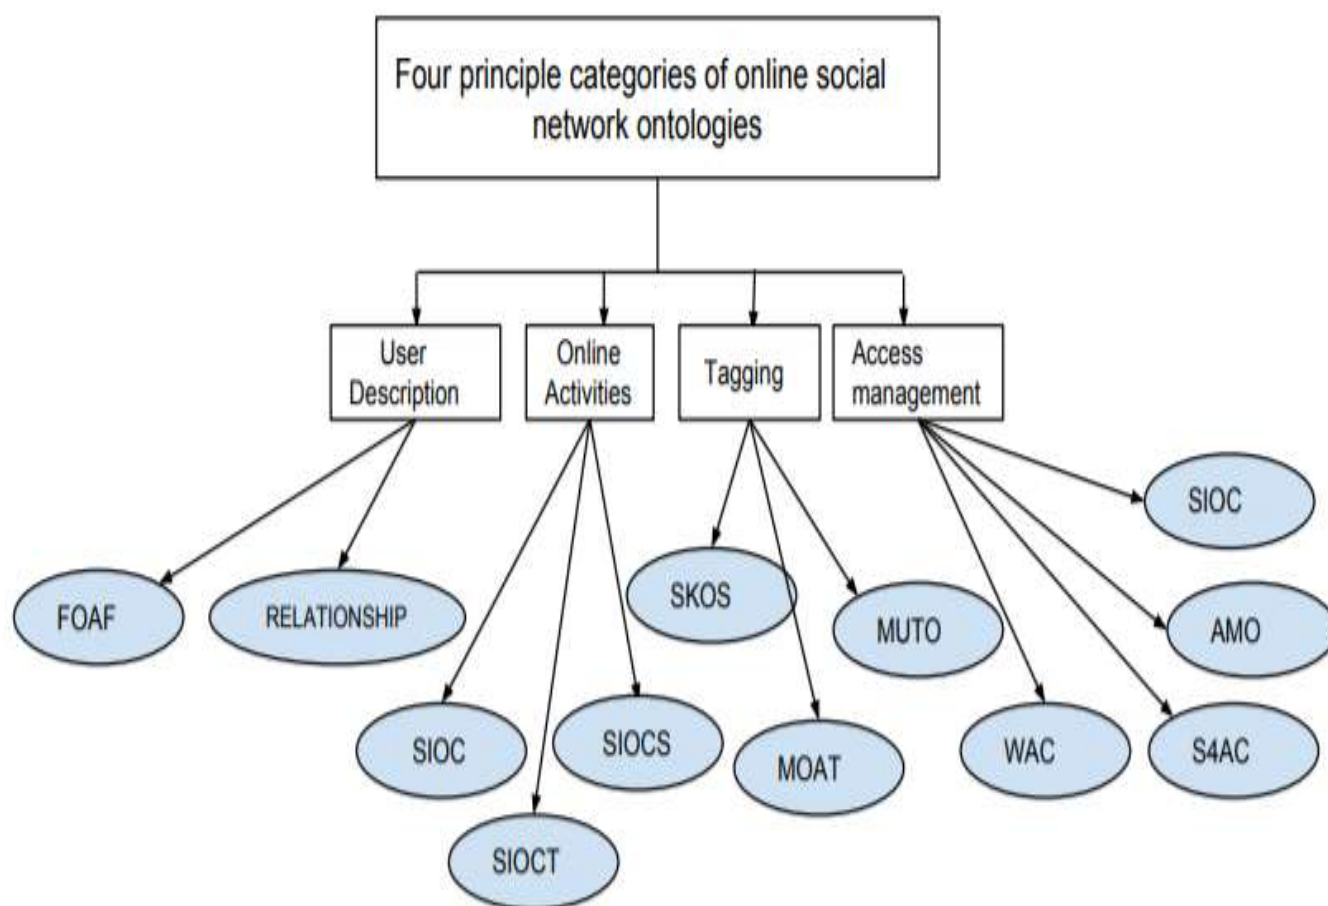 Four principle categories of online social
network ontologies
User
Description
Online
Activities
Tagging
Access
management
SIOC
FOAF
RELATIONSHIP
SKOS
MUTO
AMO
SIOC
SIOCS
MOAT
WAC
S4AC
SIOCT